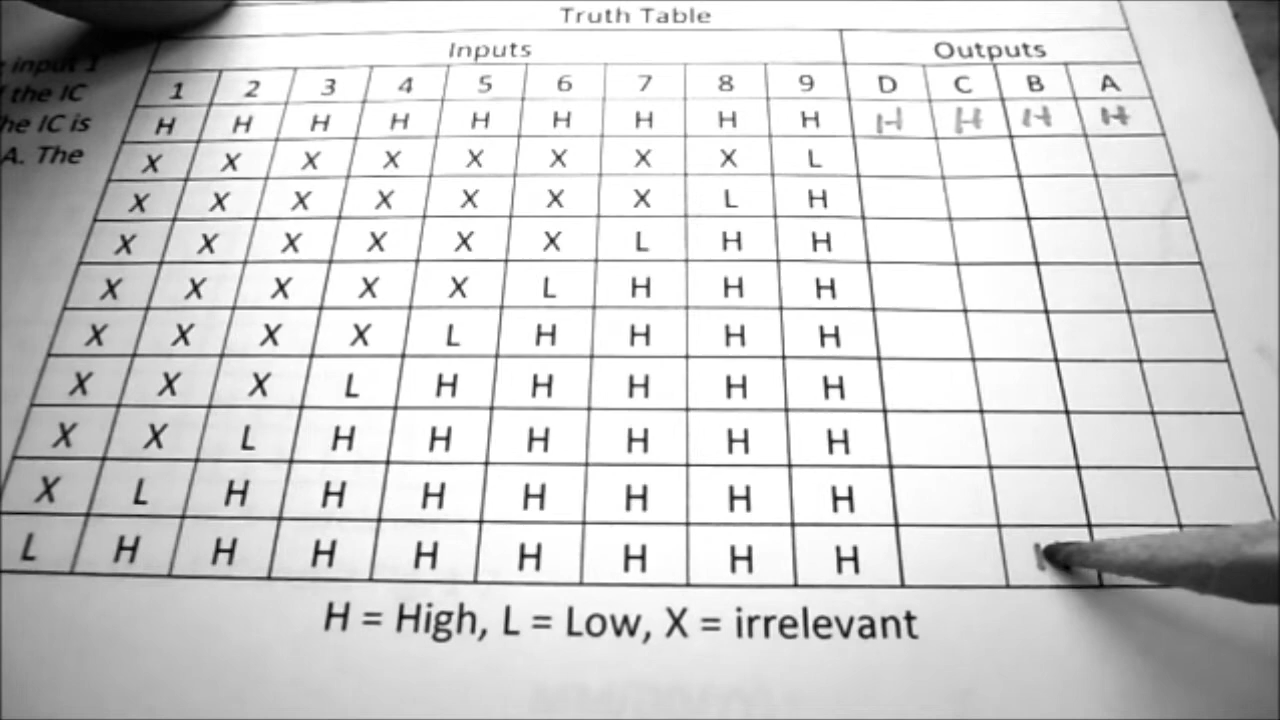 Truth Table
Inputs Outputs
1 2 3 4 5 6 7 8 9 D C B A
H H H H H H H H H H H H H
X X X X X X X X L
X X X X X X X L H
X X X X X X L H H
X X X X X L H H H
X X X X L H H H H
X X X L H H H H H
X X L H H H H H H
X L H H H H H H H
L H H H H H H H H
H = High, L = Low, X = irrelevant
input 1
the IC
he IC is
A. The